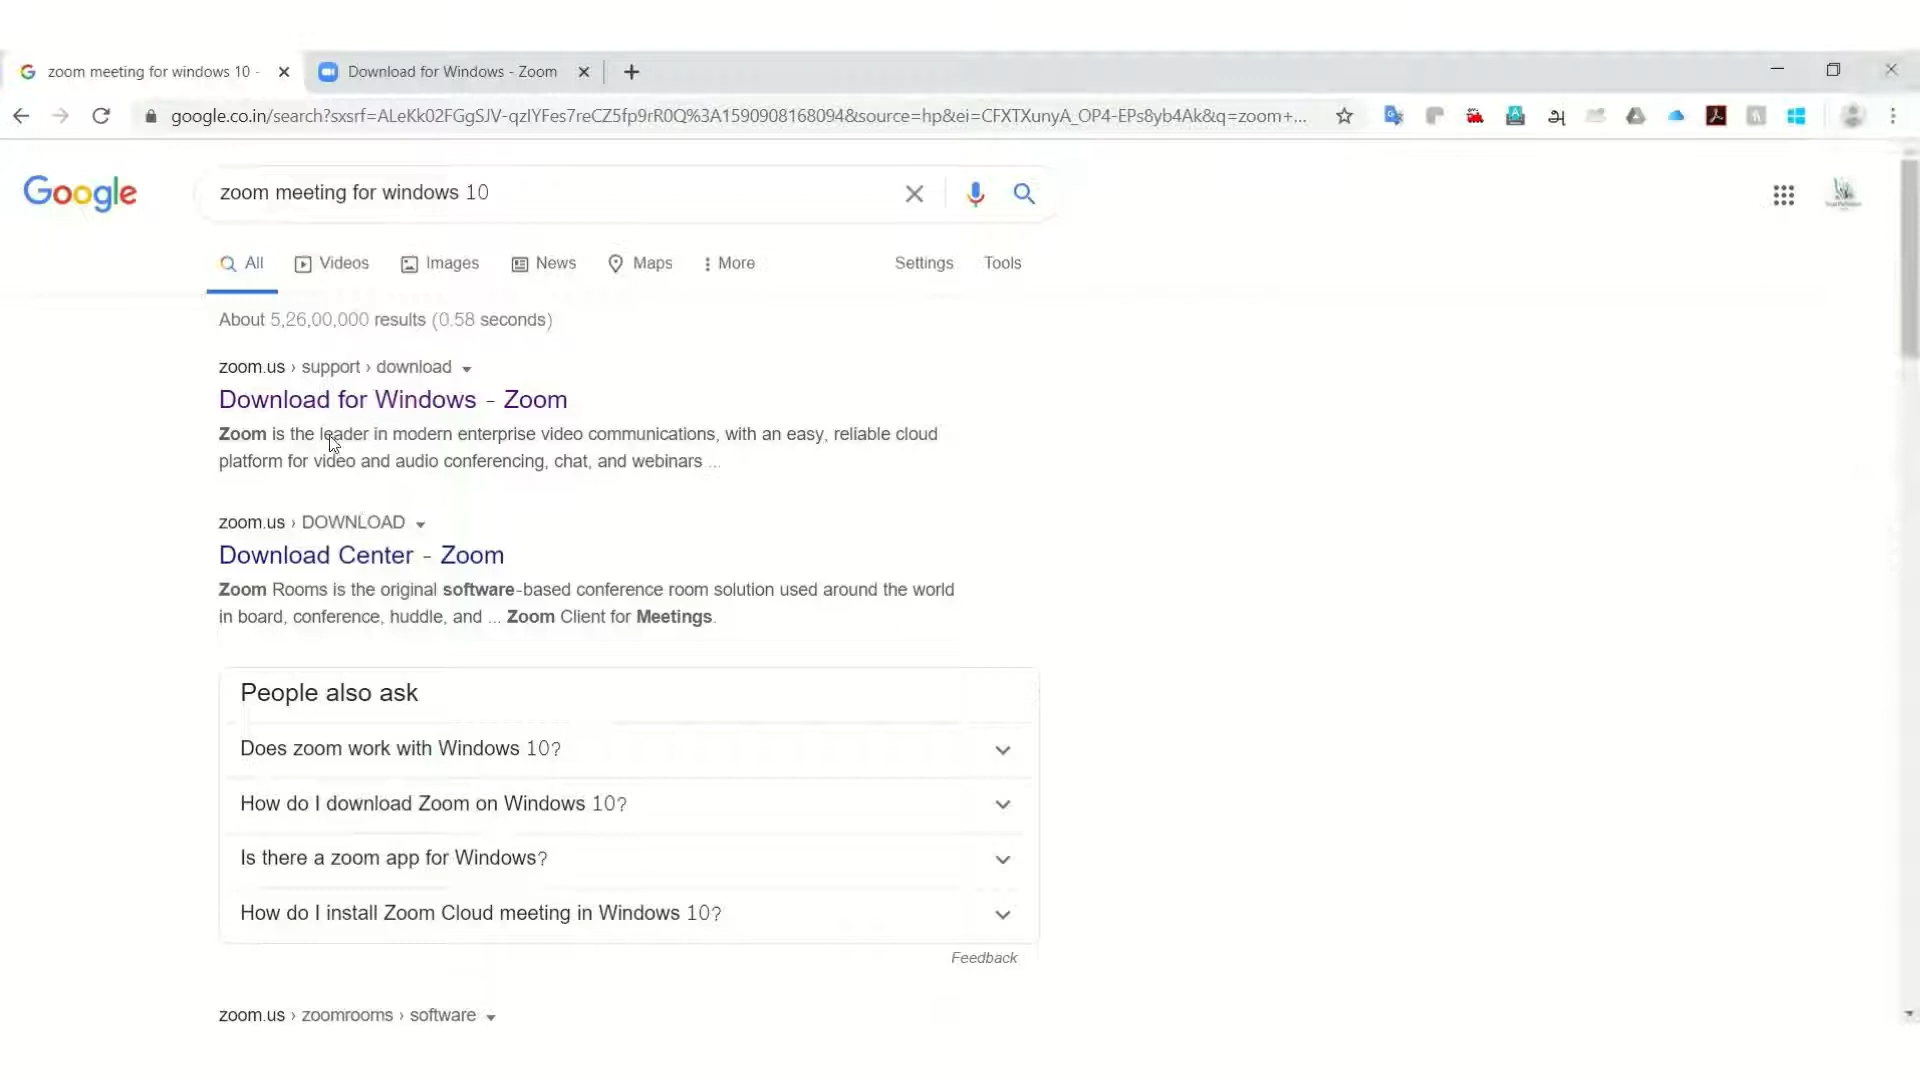 zoom meeting for windows 10 -
Download for Windows - Zoom
google.co.in/search?sxsrf=ALeKk02FGgSJV-qzIYFes7reCZ5fp9rR0Q%3A1590908168094&source=hp&ei=CFXTXunyA_OP4-EPs8yb4Ak&q=zoom+...
Google
zoom meeting for windows 10
All
Videos
Images
News
Maps
More
Settings
Tools
About 5,26,00,000 results (0.58 seconds)
zoom.us › support › download
Download for Windows - Zoom
Zoom is the leader in modern enterprise video communications, with an easy, reliable cloud
platform for video and audio conferencing, chat, and webinars ...
zoom.us › DOWNLOAD
Download Center - Zoom
Zoom Rooms is the original software-based conference room solution used around the world
in board, conference, huddle, and ... Zoom Client for Meetings.
People also ask
Does zoom work with Windows 10?
How do I download Zoom on Windows 10?
Is there a zoom app for Windows?
How do I install Zoom Cloud meeting in Windows 10?
Feedback
zoom.us › zoomrooms › software